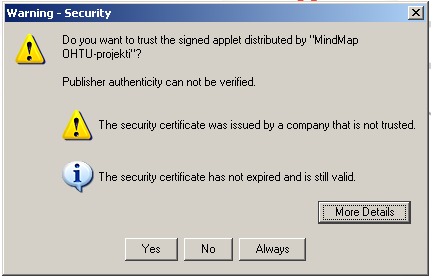 Warning - Security
Do you want to trust the signed applet distributed by "MindMap
OHTU-projekti"?
Publisher authenticity can not be verified.
The security certificate was issued by a company that is not trusted.
The security certificate has not expired and is still valid.
More Details
Yes No Always